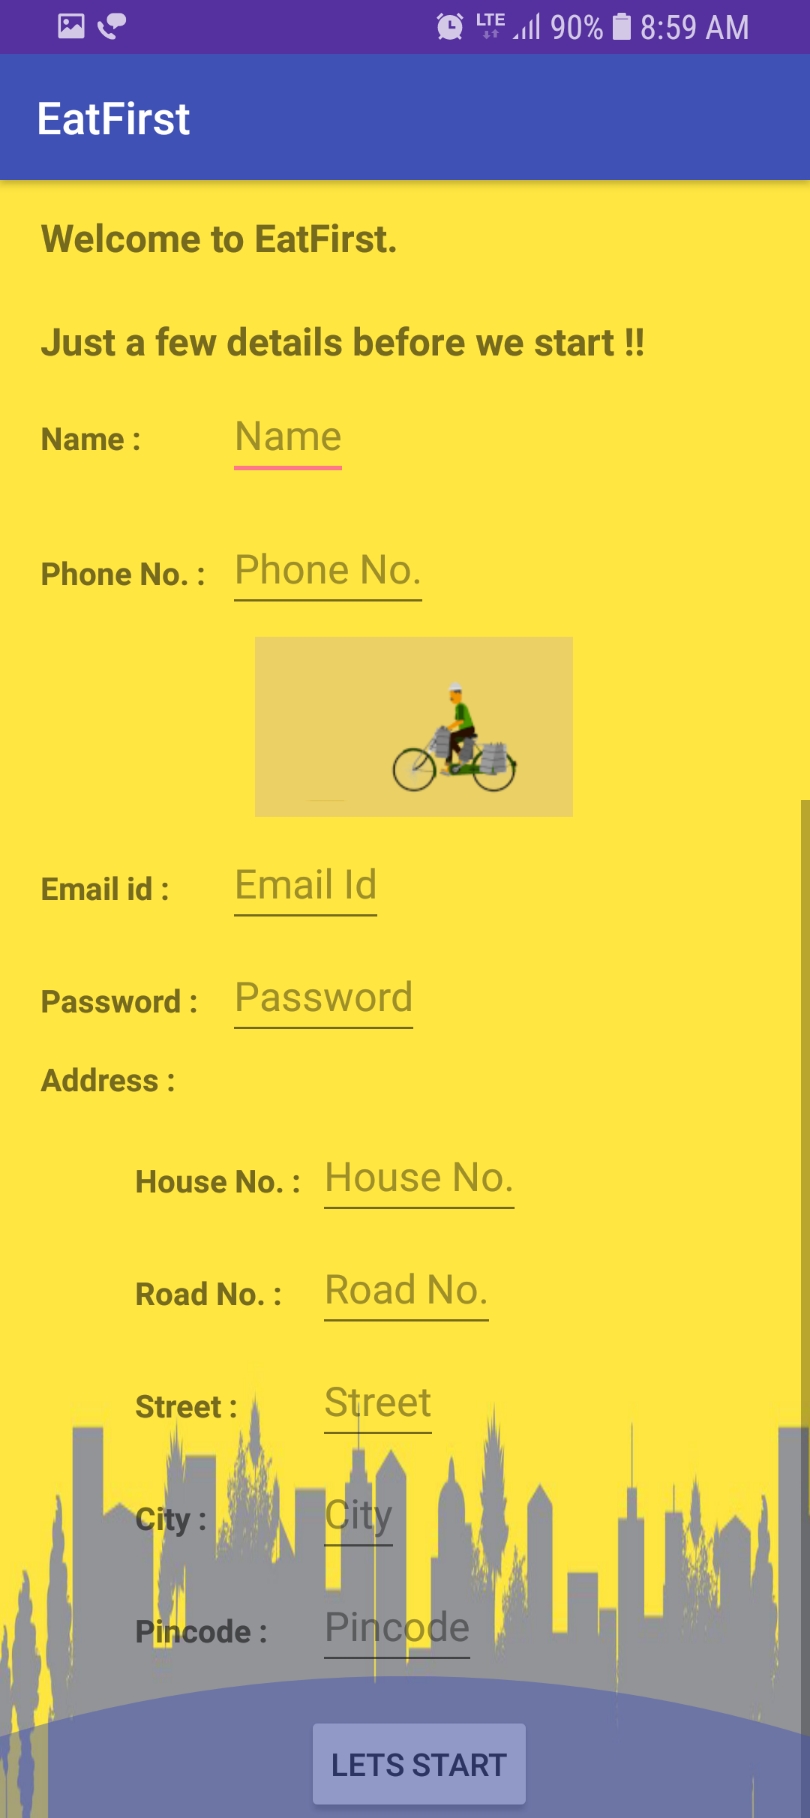 LTE 90% 8:59 AM
EatFirst
Welcome to EatFirst.
Just a few details before we start !!
Name : Name
Phone No. : Phone No.
Email id : Email Id
Password : Password
Address :
House No. : House No.
Road No. : Road No.
Street : Street
City : City
Pincode : Pincode
LETS START